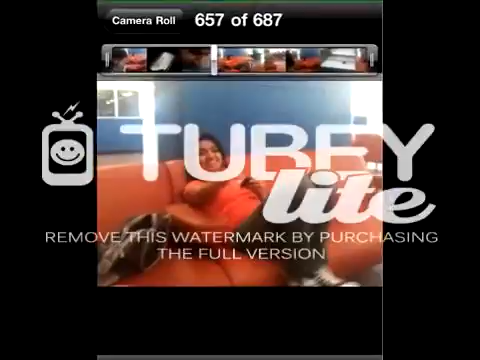 Camera Roll 657 of 687
TUBEY
lite
REMOVE THIS WATERMARK BY PURCHASING
THE FULL VERSION